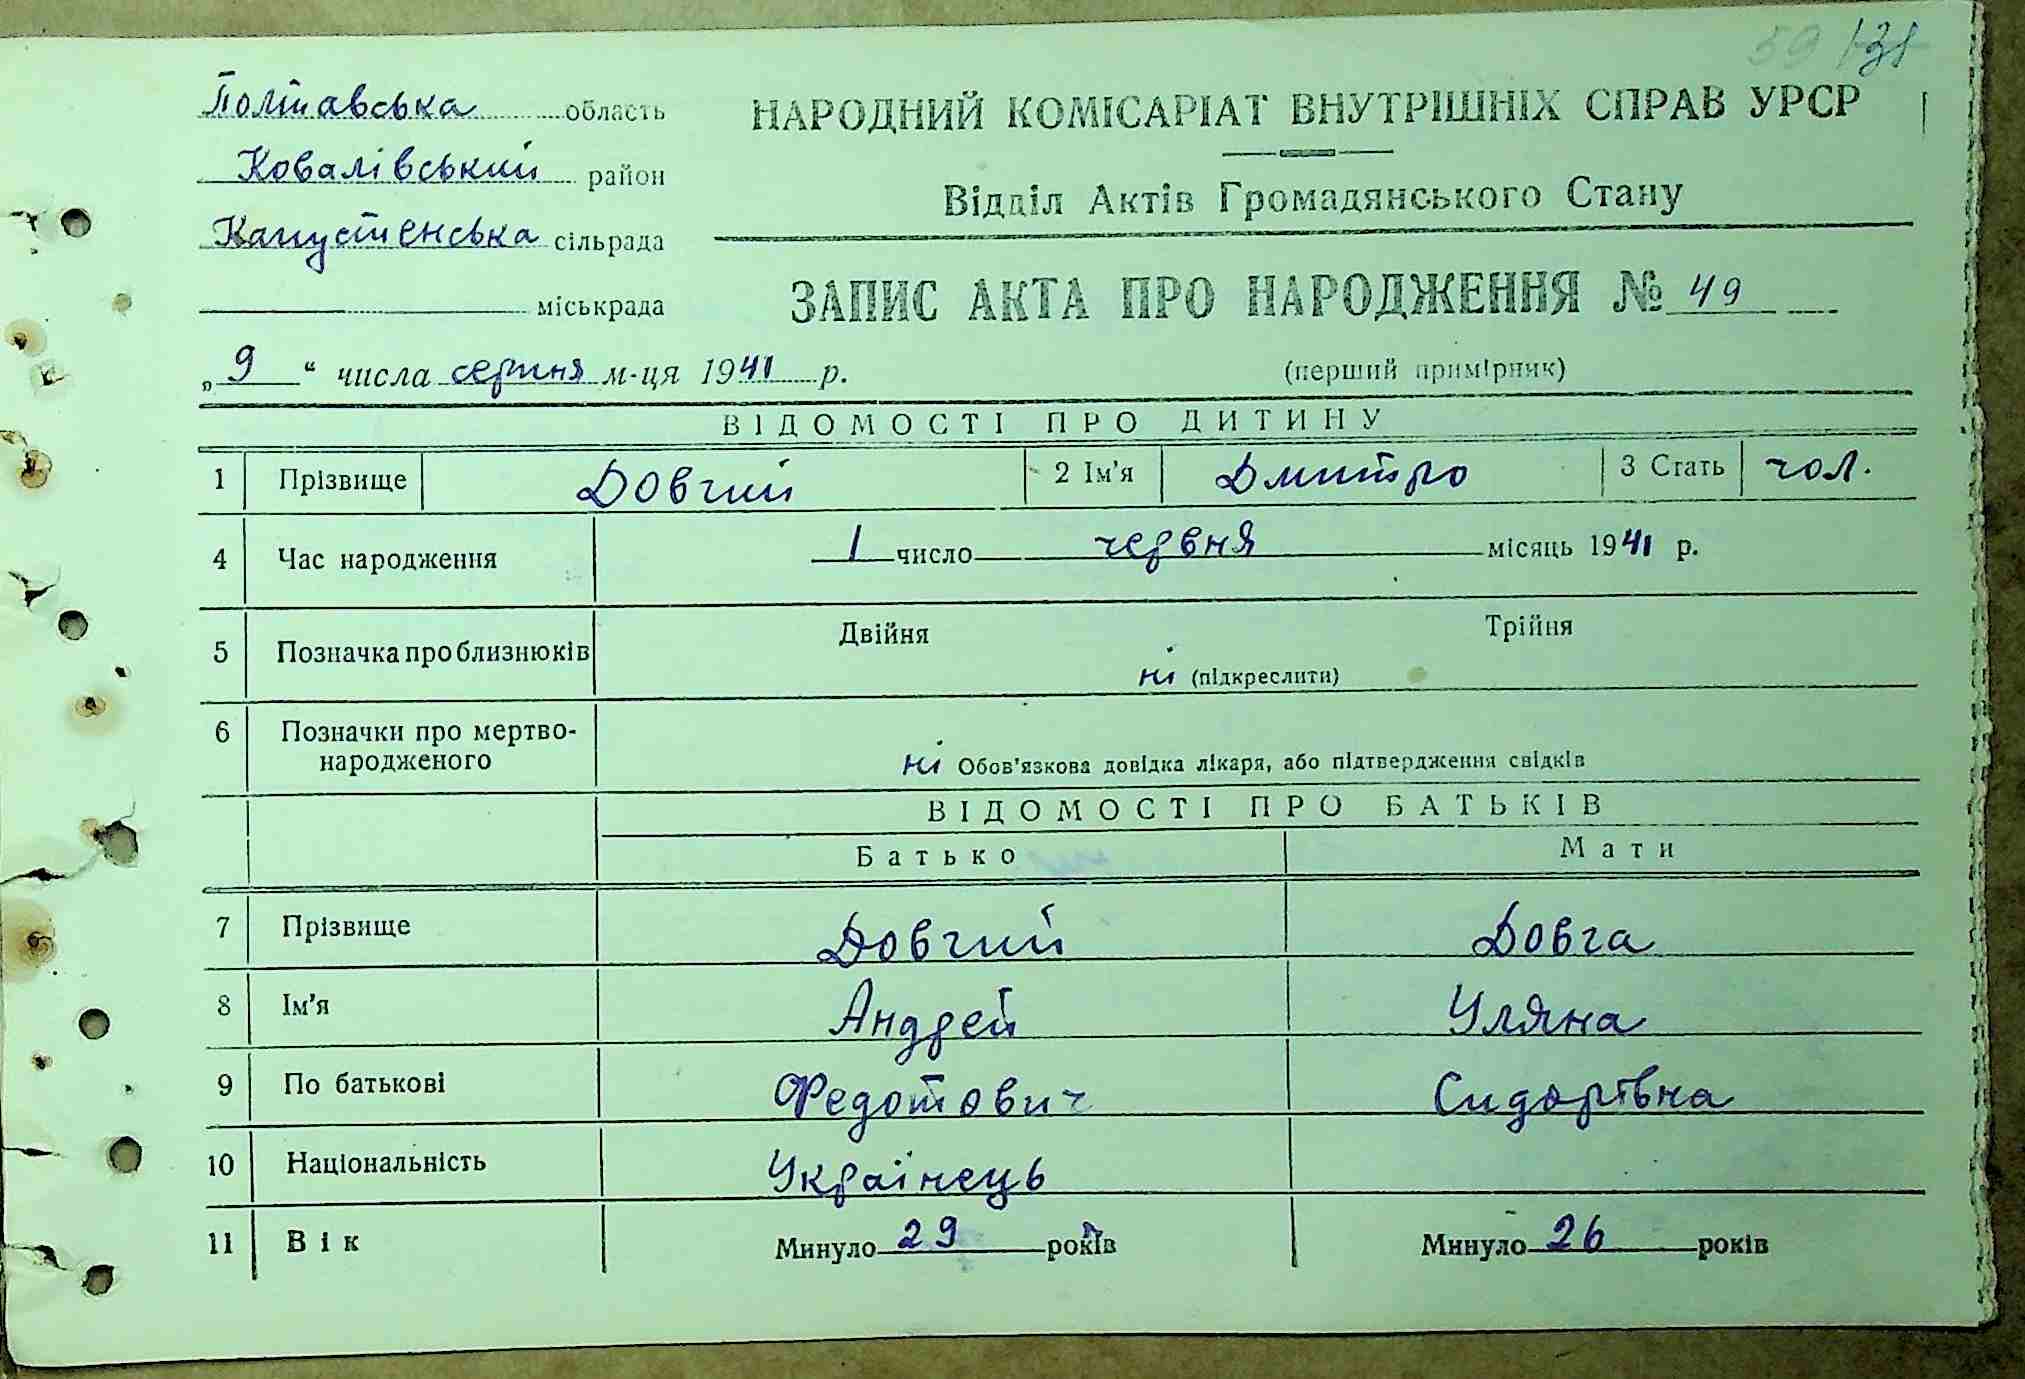 59 131
Полтавська область
НАРОДНИЙ КОМІСАРІАТ ВНУТРІШНІХ СПРАВ УРСР
Ковалівський район
Відділ Актів Громадянського Стану
Капустенська сільрада
міськрада
ЗАПИС АКТА ПРО НАРОДЖЕННЯ № 49
„9“ числа серпня м-ця 1941 р.
(перший примірник)
ВІДОМОСТІ ПРО ДИТИНУ
1 Прізвище Довгий 2 Ім'я Дмитро 3 Стать чол.
4 Час народження 1 число червня місяць 1941 р.
5 Позначка про близнюків Двійня Трійня
ні (підкреслити)
6 Позначки про мертво-
народженого
ні Обов'язкова довідка лікаря, або підтвердження свідків
ВІДОМОСТІ ПРО БАТЬКІВ
Батько Мати
7 Прізвище Довгий Довга
8 Ім'я Андрей Уляна
9 По батькові Федотович Сидорівна
10 Національність Українець
11 Вік Минуло 29 років Минуло 26 років